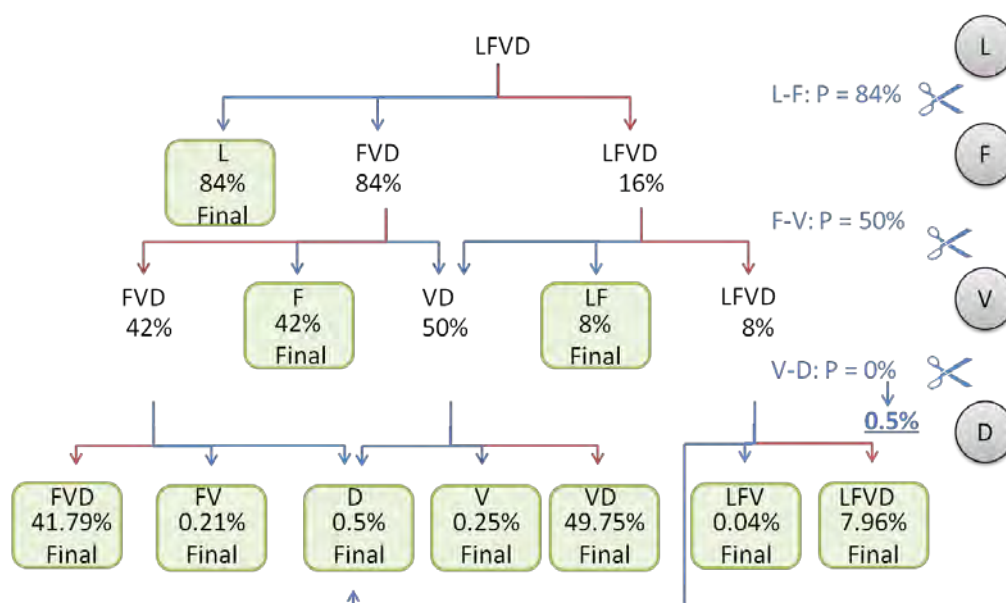 LFVD
L
L-F: P = 84%
L
84%
Final
FVD
84%
LFVD
16%
F
F-V: P = 50%
FVD
42%
F
42%
Final
VD
50%
LF
8%
Final
LFVD
8%
V
V-D: P = 0%
0.5%
D
FVD
41.79%
Final
FV
0.21%
Final
D
0.5%
Final
V
0.25%
Final
VD
49.75%
Final
LFV
0.04%
Final
LFVD
7.96%
Final